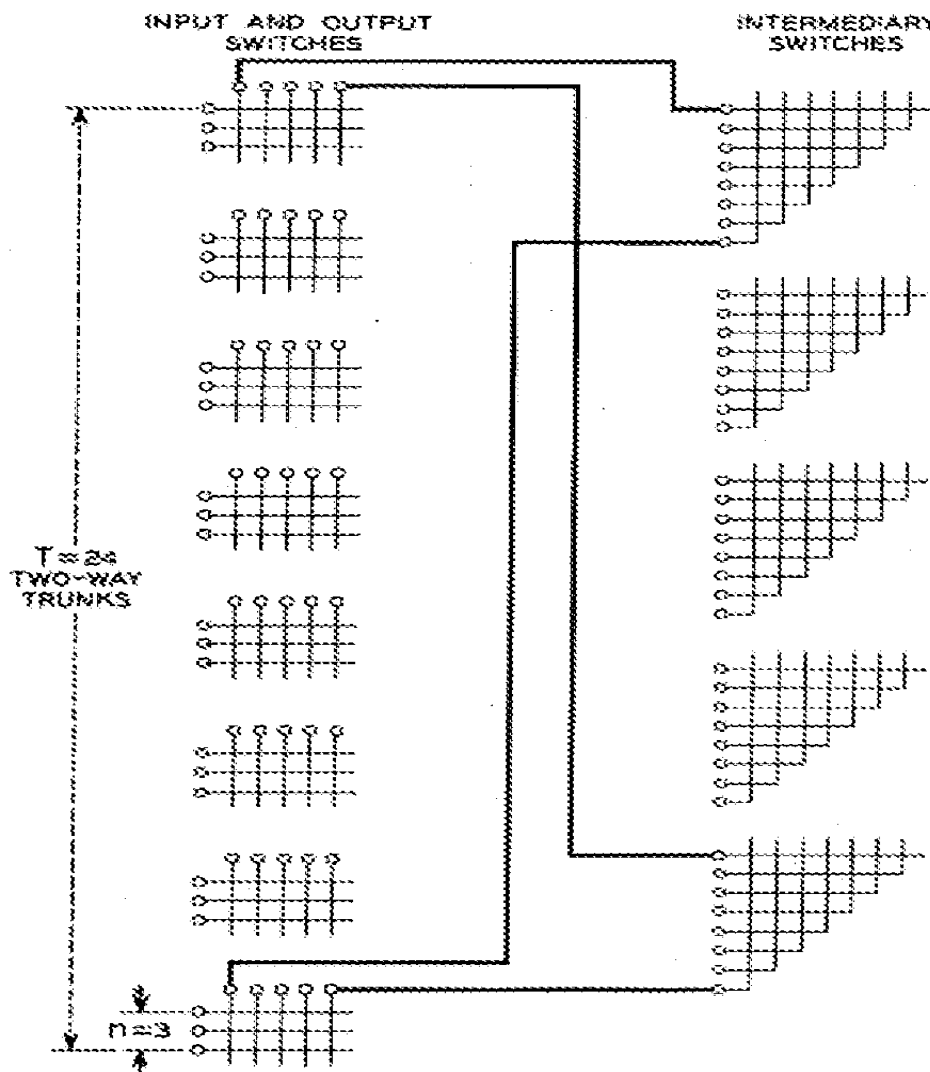 INPUT AND OUTPUT
SWITCHES
INTERMEDIARY
SWITCHES
T=24
TWO-WAY
TRUNKS
n=3